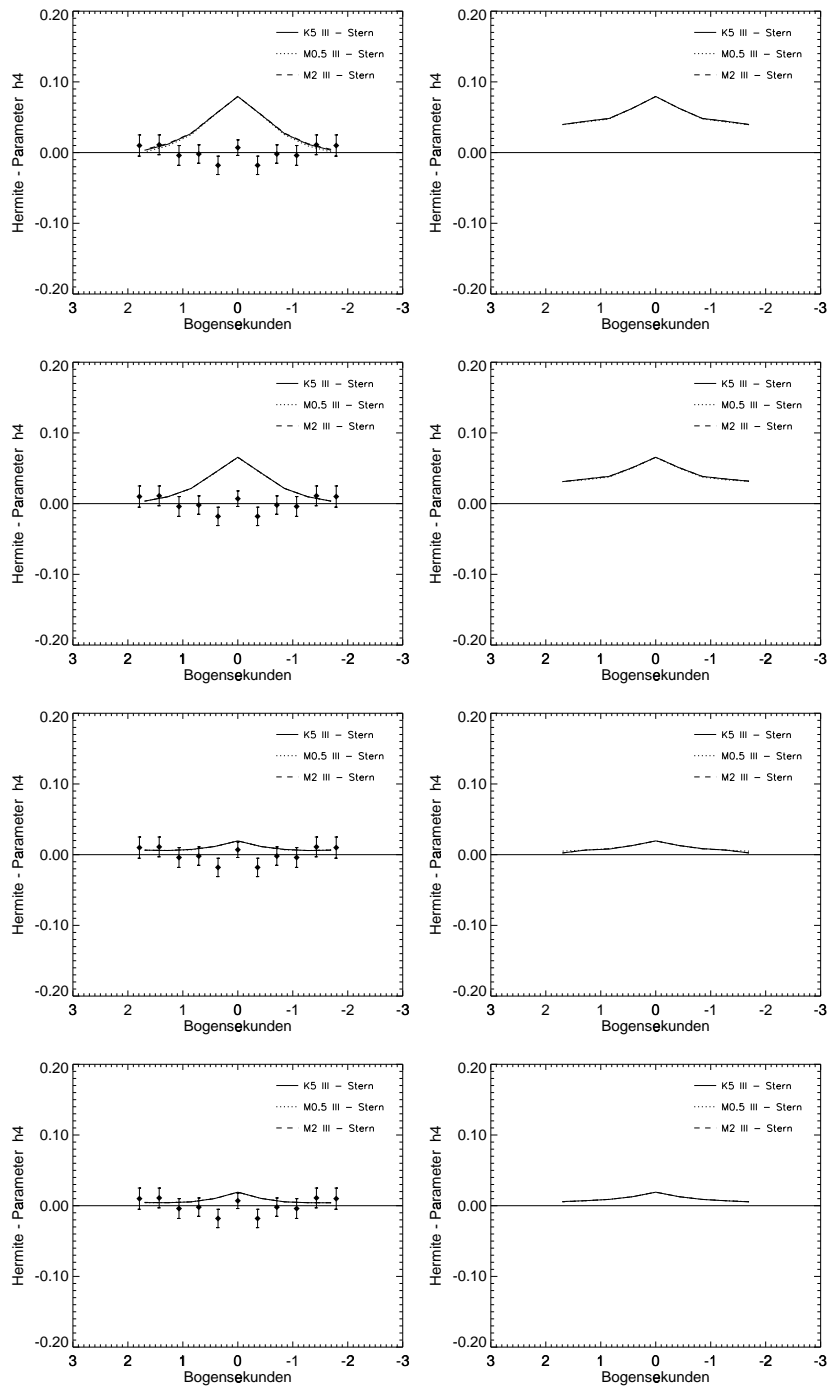 0.20
0.10
0.00
-0.10
-0.20
Hermite - Parameter h4
K5 III – Stern
M0.5 III – Stern
M2 III – Stern
3 2 1 0 -1 -2 -3
Bogensekunden
0.20
0.10
0.00
-0.10
-0.20
Hermite - Parameter h4
K5 III – Stern
M0.5 III – Stern
M2 III – Stern
3 2 1 0 -1 -2 -3
Bogensekunden
0.20
0.10
0.00
-0.10
-0.20
Hermite - Parameter h4
K5 III – Stern
M0.5 III – Stern
M2 III – Stern
3 2 1 0 -1 -2 -3
Bogensekunden
0.20
0.10
0.00
-0.10
-0.20
Hermite - Parameter h4
K5 III – Stern
M0.5 III – Stern
M2 III – Stern
3 2 1 0 -1 -2 -3
Bogensekunden
0.20
0.10
0.00
-0.10
-0.20
Hermite - Parameter h4
K5 III – Stern
M0.5 III – Stern
M2 III – Stern
3 2 1 0 -1 -2 -3
Bogensekunden
0.20
0.10
0.00
-0.10
-0.20
Hermite - Parameter h4
K5 III – Stern
M0.5 III – Stern
M2 III – Stern
3 2 1 0 -1 -2 -3
Bogensekunden
0.20
0.10
0.00
-0.10
-0.20
Hermite - Parameter h4
K5 III – Stern
M0.5 III – Stern
M2 III – Stern
3 2 1 0 -1 -2 -3
Bogensekunden
0.20
0.10
0.00
-0.10
-0.20
Hermite - Parameter h4
K5 III – Stern
M0.5 III – Stern
M2 III – Stern
3 2 1 0 -1 -2 -3
Bogensekunden